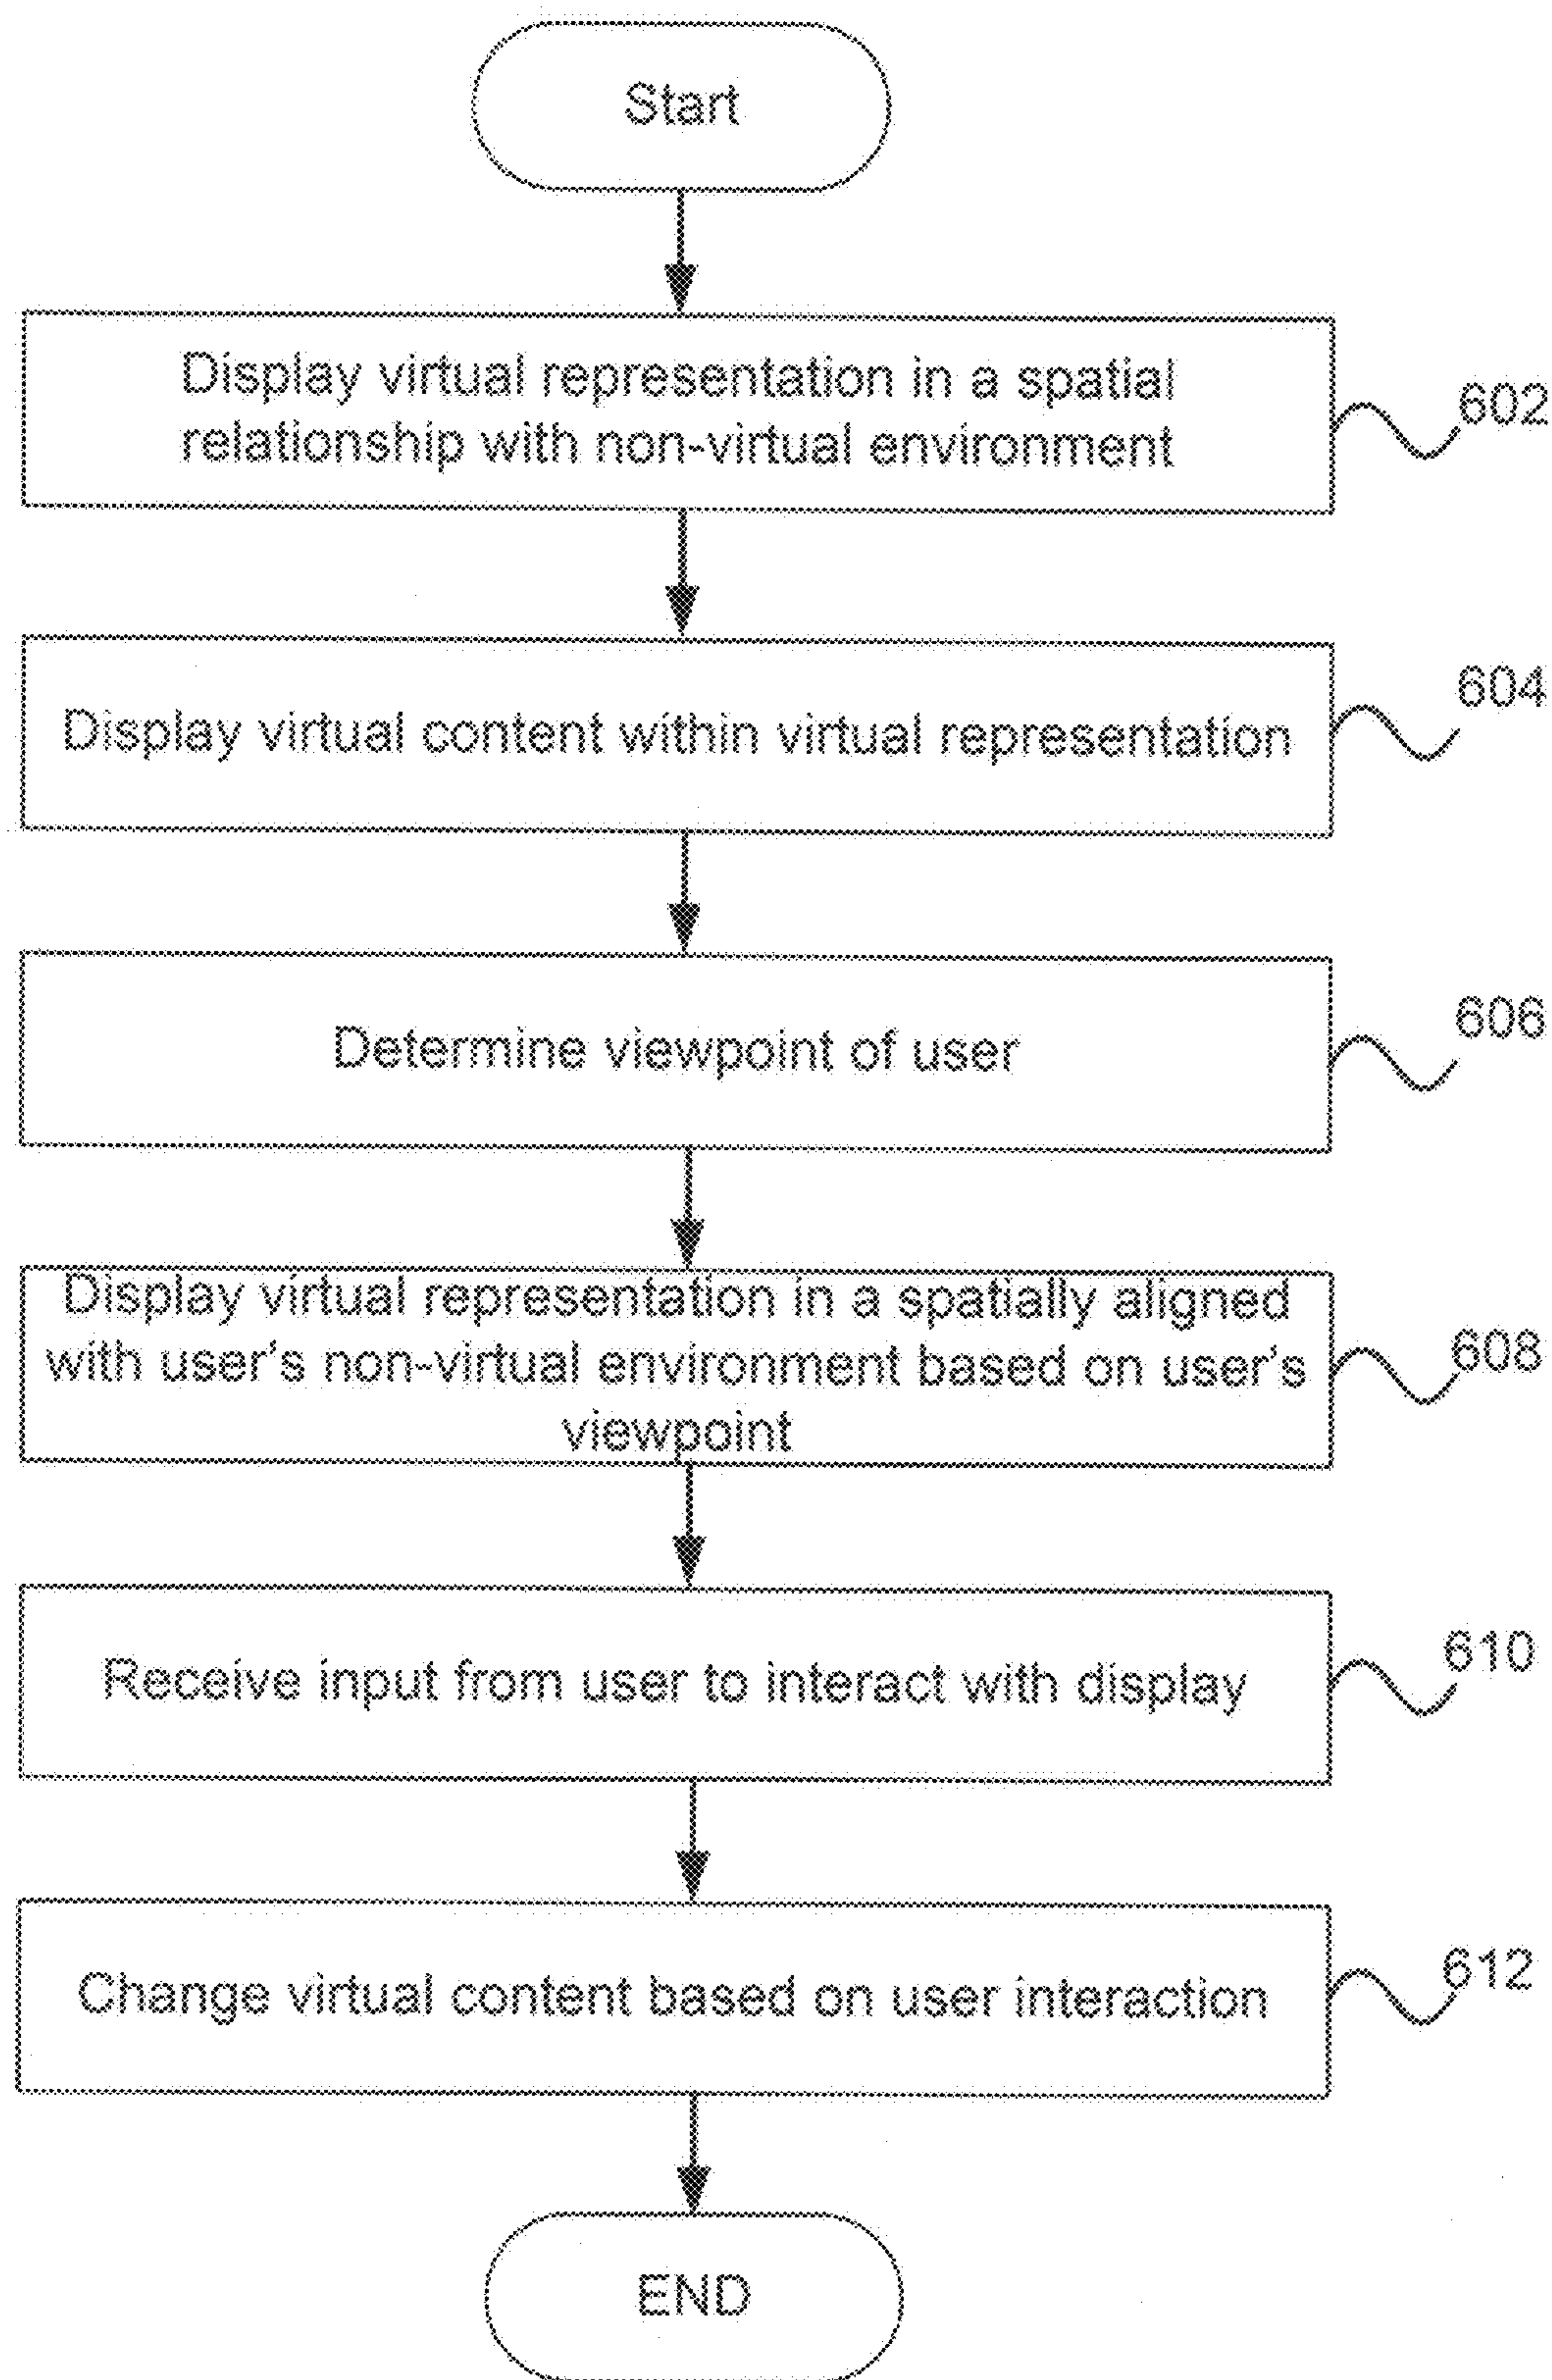 Start
Display virtual representation in a spatial
relationship with non-virtual environment
602
Display virtual content within virtual representation
604
Determine viewpoint of user
606
Display virtual representation in a spatially aligned
with user's non-virtual environment based on user's
viewpoint
608
Receive input from user to interact with display
610
Change virtual content based on user interaction
612
END